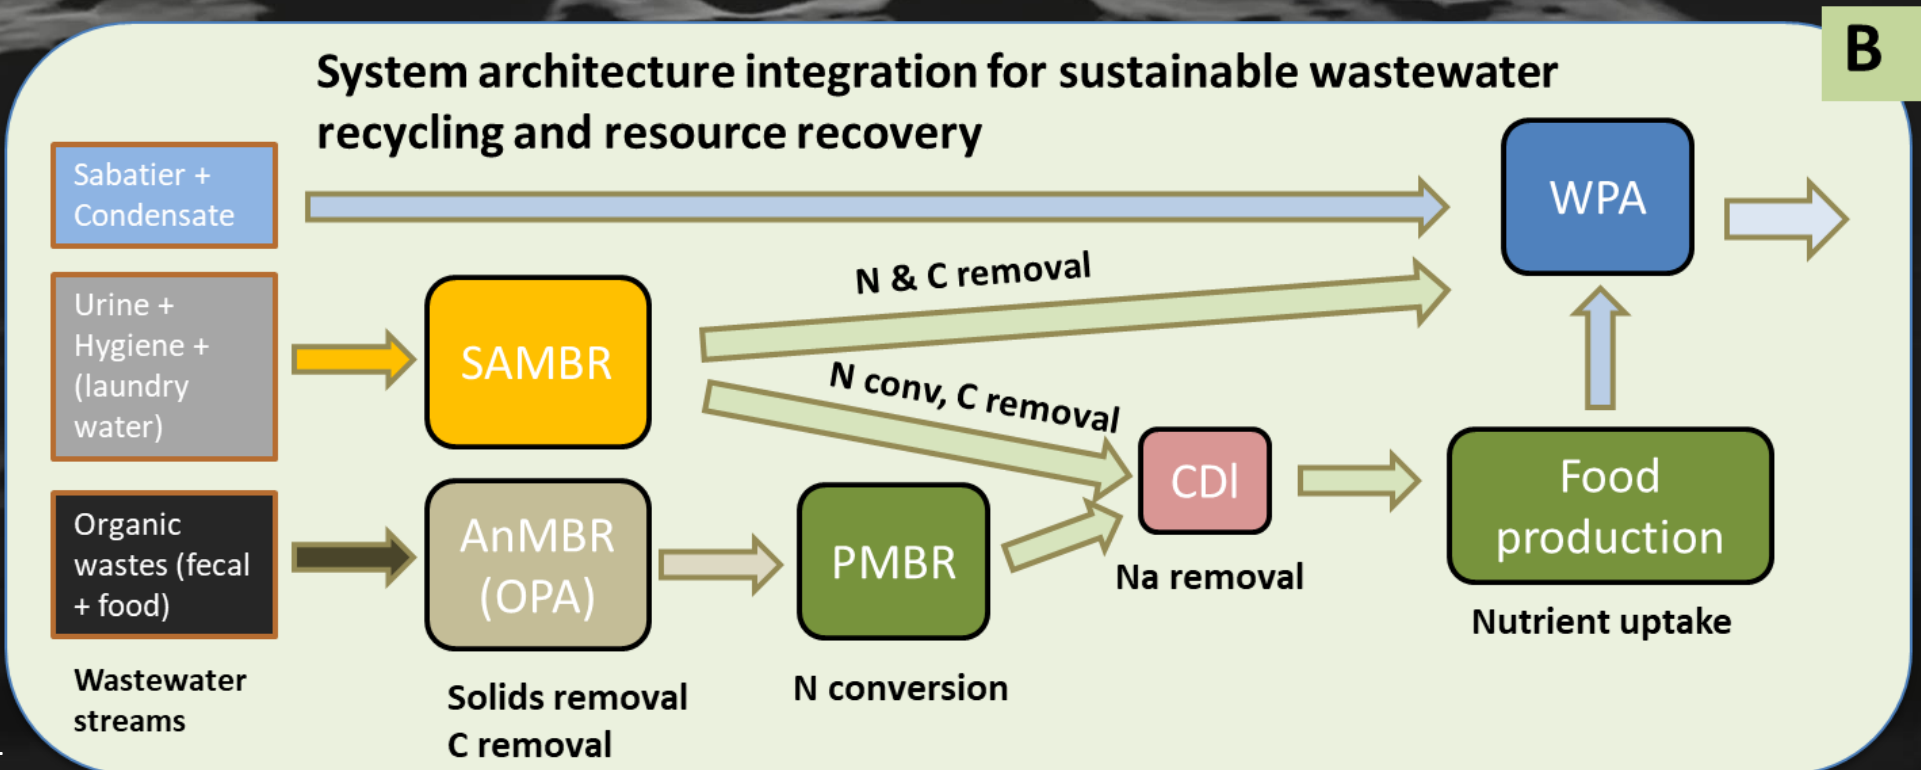 B
System architecture integration for sustainable wastewater
recycling and resource recovery
Sabatier +
Condensate
WPA
N & C removal
Urine +
Hygiene +
(laundry
water)
SAMBR
N conv, C removal
CDl
Na removal
Food
production
Nutrient uptake
Organic
wastes (fecal
+ food)
AnMBR
(OPA)
PMBR
N conversion
Wastewater
streams
Solids removal
C removal